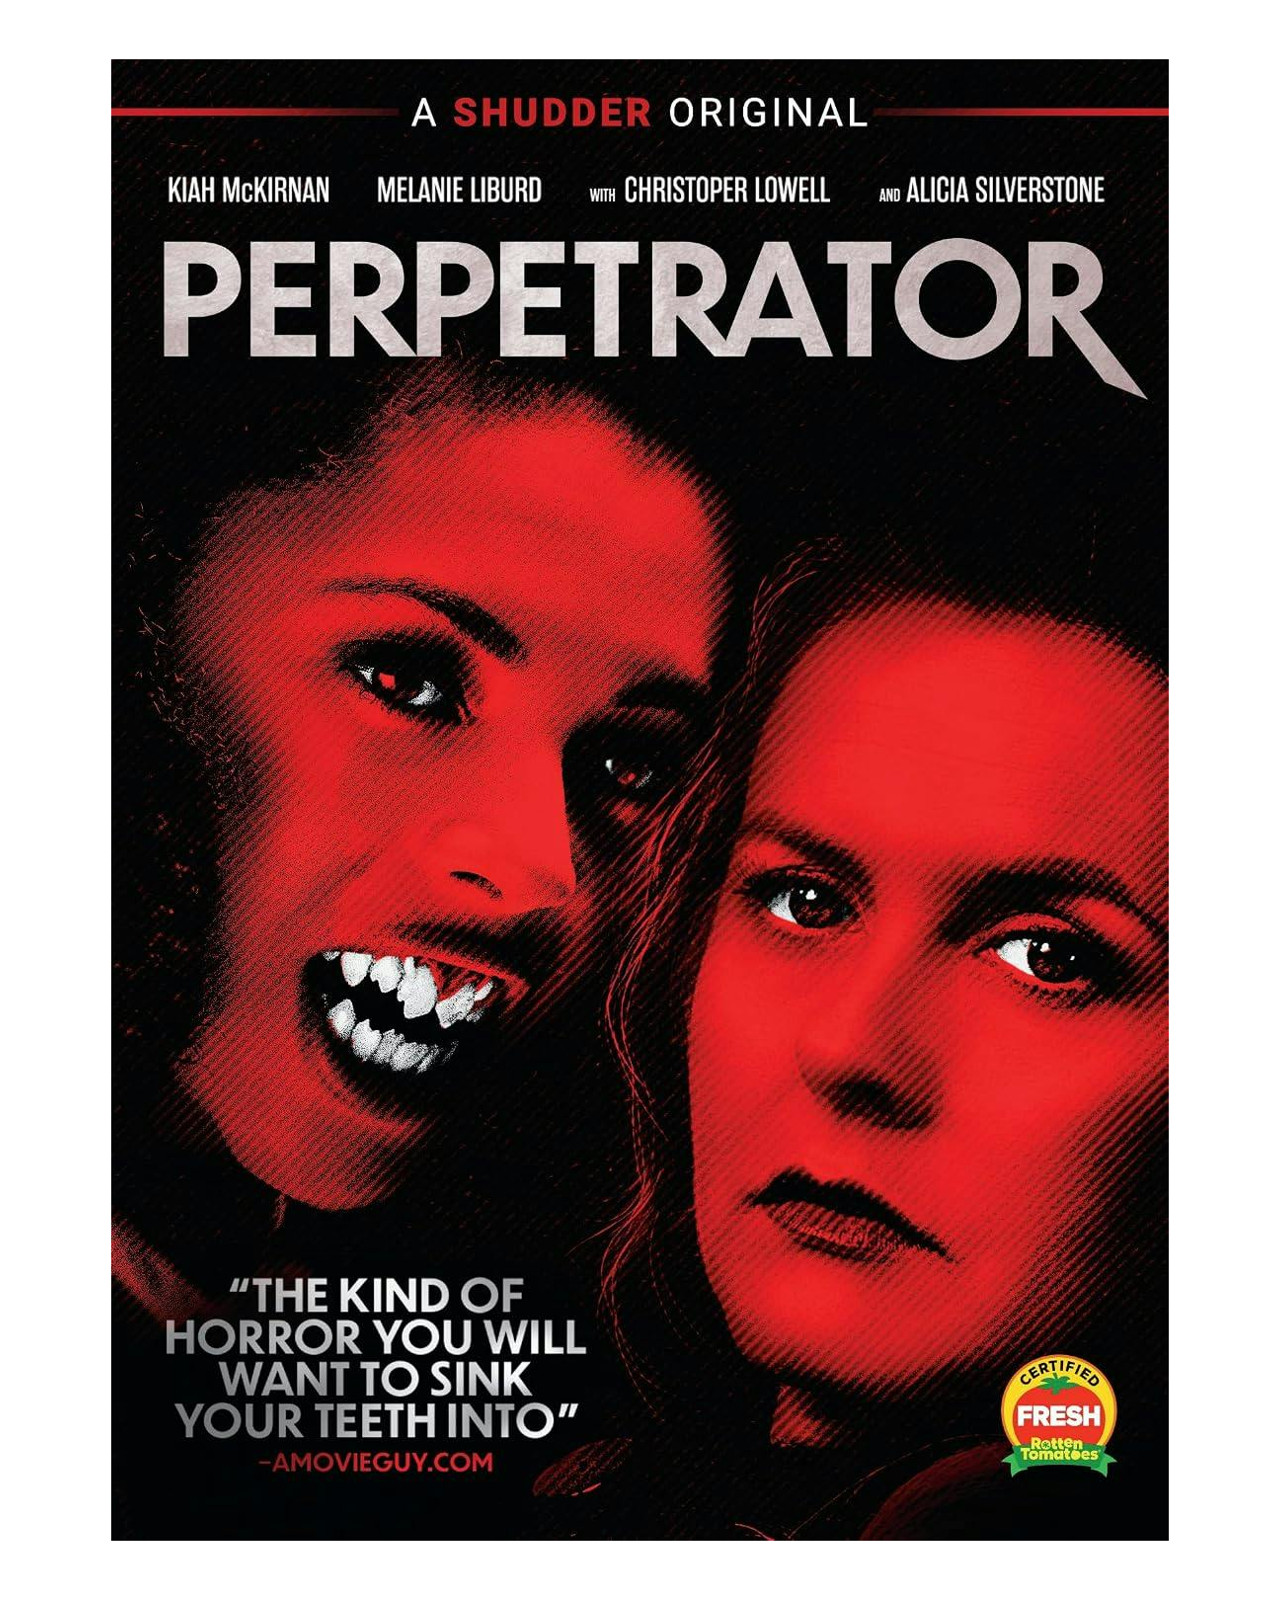 A SHUDDER ORIGINAL
KIAH McKIRNAN MELANIE LIBURD WITH CHRISTOPER LOWELL AND ALICIA SILVERSTONE
PERPETRATOR
“THE KIND OF
HORROR YOU WILL
WANT TO SINK
YOUR TEETH INTO”
–AMOVIEGUY.COM
CERTIFIED
FRESH
Rotten
Tomatoes